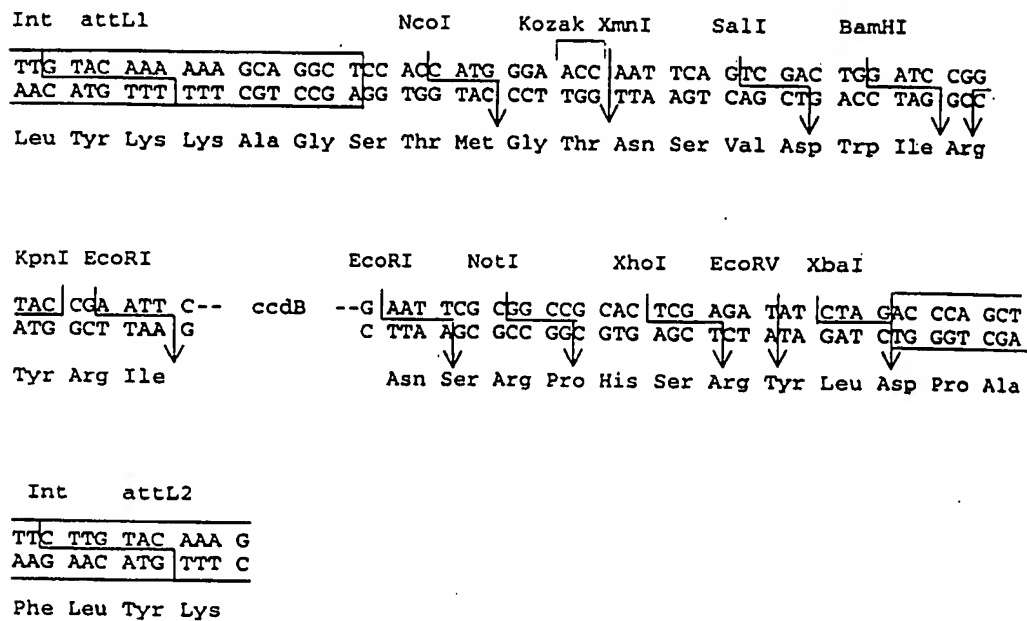 Int attL1 NcoI Kozak XmnI SalI BamHI
TTG TAC AAA AAA GCA GGC TCC ACC ATG GGA ACC AAT TCA GTC GAC TGG ATC CGG
AAC ATG TTT TTT CGT CCG AGG TGG TAC CCT TGG TTA AGT CAG CTG ACC TAG GCC
Leu Tyr Lys Lys Ala Gly Ser Thr Met Gly Thr Asn Ser Val Asp Trp Ile Arg
KpnI EcoRI EcoRI NotI XhoI EcoRV XbaI
TAC CGA ATT C-- ccdB --G AAT TCG CGG CCG CAC TCG AGA TAT CTA GAC CCA GCT
ATG GCT TAA G C TTA AGC GCC GGC GTG AGC TCT ATA GAT CTG GGT CGA
Tyr Arg Ile Asn Ser Arg Pro His Ser Arg Tyr Leu Asp Pro Ala
Int attL2
TTC TTG TAC AAA G
AAG AAC ATG TTT C
Phe Leu Tyr Lys